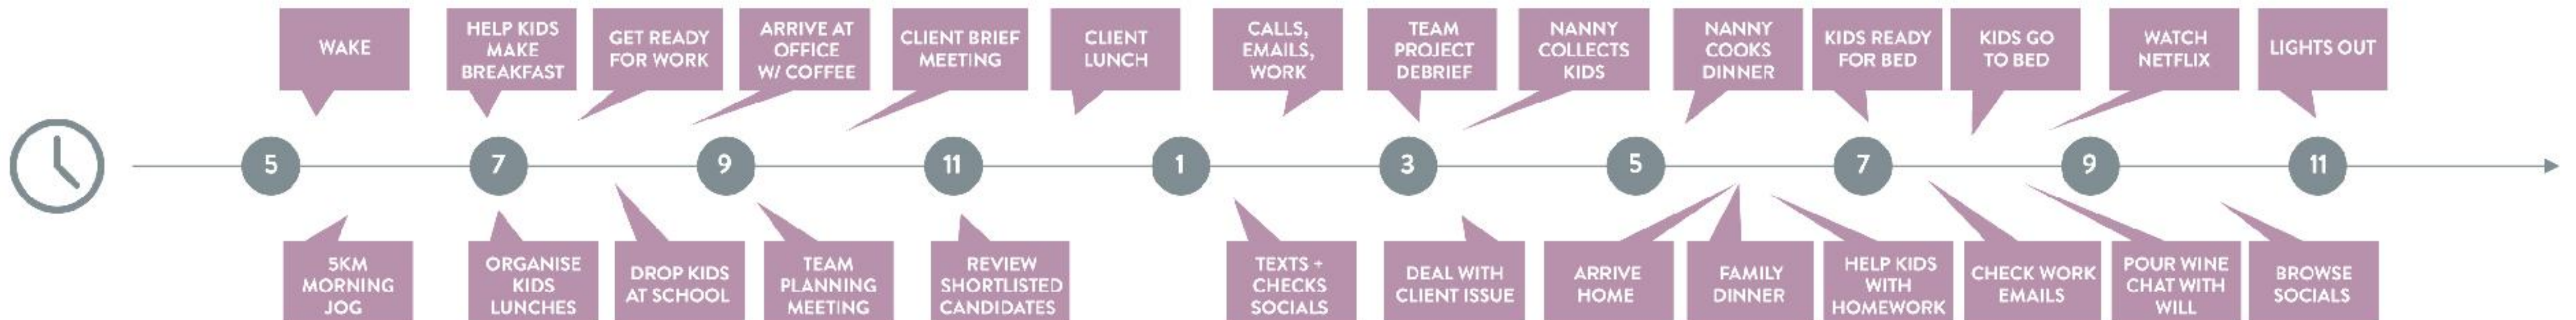 WAKE
HELP KIDS
MAKE
BREAKFAST
GET READY
FOR WORK
ARRIVE AT
OFFICE
W/ COFFEE
CLIENT BRIEF
MEETING
CLIENT
LUNCH
CALLS,
EMAILS,
WORK
TEAM
PROJECT
DEBRIEF
NANNY
COLLECTS
KIDS
NANNY
COOKS
DINNER
KIDS READY
FOR BED
KIDS GO
TO BED
WATCH
NETFLIX
LIGHTS OUT
5
7
9
11
1
3
5
7
9
11
5KM
MORNING
JOG
ORGANISE
KIDS
LUNCHES
DROP KIDS
AT SCHOOL
TEAM
PLANNING
MEETING
REVIEW
SHORTLISTED
CANDIDATES
TEXTS +
CHECKS
SOCIALS
DEAL WITH
CLIENT ISSUE
ARRIVE
HOME
FAMILY
DINNER
HELP KIDS
WITH
HOMEWORK
CHECK WORK
EMAILS
POUR WINE
CHAT WITH
WILL
BROWSE
SOCIALS